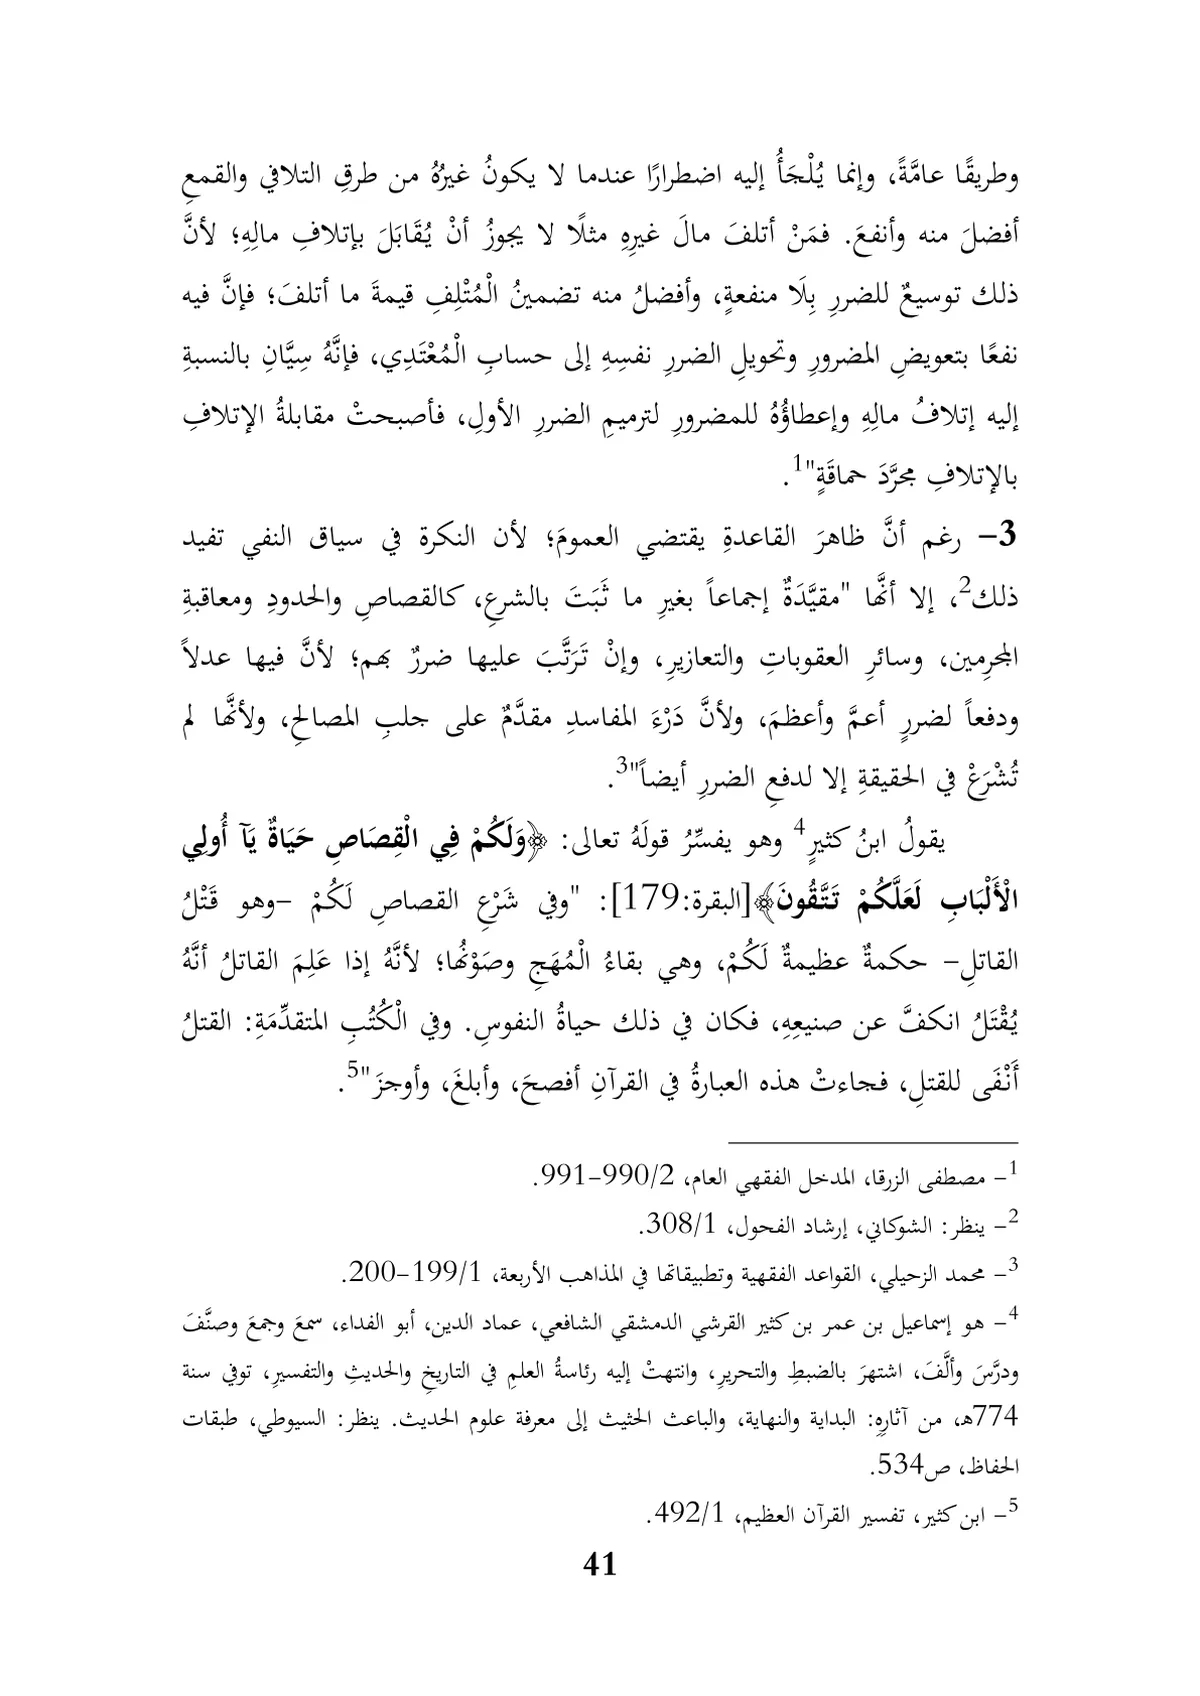 وطريقًا عامَّةً، وإنما يُلْجَأُ إليه اضطرارًا عندما لا يكونُ غيرُهُ من طرقِ التلافي والقمعِ
أفضلَ منه وأنفعَ. فمَنْ أتلفَ مالَ غيرِهِ مثلًا لا يجوزُ أنْ يُقَابَلَ بإتلافِ مالِهِ؛ لأنَّ
ذلك توسيعٌ للضررِ بِلَا منفعةٍ، وأفضلُ منه تضمينُ الْمُتْلِفِ قيمةَ ما أتلفَ؛ فإنَّ فيه
نفعًا بتعويضِ المضرورِ وتحويلِ الضررِ نفسِهِ إلى حسابِ الْمُعْتَدِي، فإنَّهُ سِيَّانِ بالنسبةِ
إليه إتلافُ مالِهِ وإعطاؤُهُ للمضرورِ لترميمِ الضررِ الأولِ، فأصبحتْ مقابلةُ الإتلافِ
بالإتلافِ مجرَّدَ حماقَةٍ"1.
3- رغم أنَّ ظاهرَ القاعدةِ يقتضي العمومَ؛ لأن النكرة في سياق النفي تفيد
ذلك2، إلا أنَّها "مقيَّدَةٌ إجماعاً بغيرِ ما ثَبَتَ بالشرعِ، كالقصاصِ والحدودِ ومعاقبةِ
المجرِمين، وسائرِ العقوباتِ والتعازيرِ، وإنْ تَرَتَّبَ عليها ضررٌ بهم؛ لأنَّ فيها عدلاً
ودفعاً لضررٍ أعمَّ وأعظمَ، ولأنَّ دَرْءَ المفاسدِ مقدَّمٌ على جلبِ المصالحِ، ولأنَّها لم
تُشْرَعْ في الحقيقةِ إلا لدفعِ الضررِ أيضاً"3.
يقولُ ابنُ كثيرٍ4 وهو يفسِّرُ قولَهُ تعالى: ﴿وَلَكُمْ فِي الْقِصَاصِ حَيَاةٌ يَآ أُولِي
الْأَلْبَابِ لَعَلَّكُمْ تَتَّقُونَ﴾[البقرة:179]: "وفي شَرْعِ القصاصِ لَكُمْ -وهو قَتْلُ
القاتلِ- حكمةٌ عظيمةٌ لَكُمْ، وهي بقاءُ الْمُهَجِ وصَوْنُها؛ لأنَّهُ إذا عَلِمَ القاتلُ أنَّهُ
يُقْتَلُ انكفَّ عن صنيعِهِ، فكان في ذلك حياةُ النفوسِ. وفي الْكُتُبِ المتقدِّمَةِ: القتلُ
أَنْفَى للقتلِ، فجاءتْ هذه العبارةُ في القرآنِ أفصحَ، وأبلغَ، وأوجزَ"5.
1- مصطفى الزرقا، المدخل الفقهي العام، 990/2-991.
2- ينظر: الشوكاني، إرشاد الفحول، 308/1.
3- محمد الزحيلي، القواعد الفقهية وتطبيقاتها في المذاهب الأربعة، 199/1-200.
4- هو إسماعيل بن عمر بن كثير القرشي الدمشقي الشافعي، عماد الدين، أبو الفداء، سمعَ وجمعَ وصنَّفَ
ودرَّسَ وألَّفَ، اشتهرَ بالضبطِ والتحريرِ، وانتهتْ إليه رئاسةُ العلمِ في التاريخِ والحديثِ والتفسيرِ، توفي سنة
774هـ، من آثارِهِ: البداية والنهاية، والباعث الحثيث إلى معرفة علوم الحديث. ينظر: السيوطي، طبقات
الحفاظ، ص534.
5- ابن كثير، تفسير القرآن العظيم، 492/1.
41